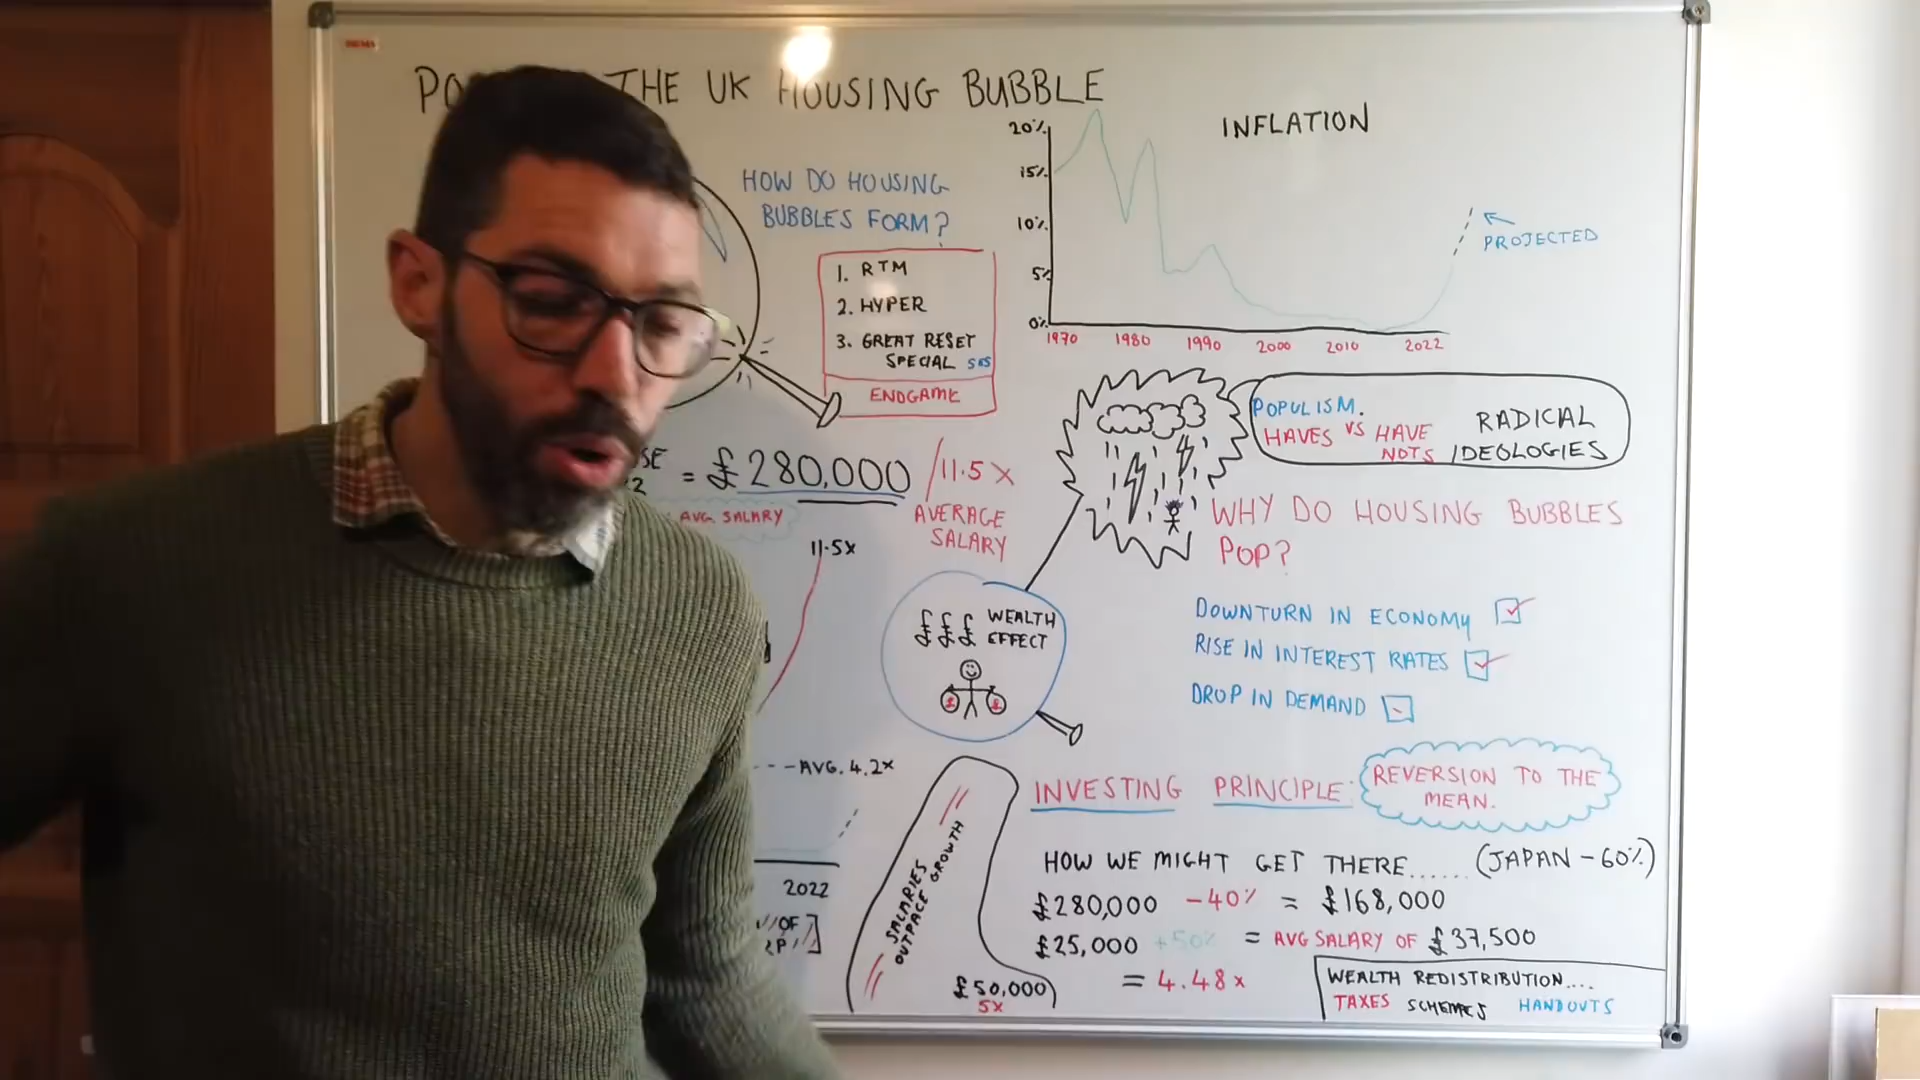 THE UK HOUSING BUBBLE
HOW DO HOUSING
BUBBLES FORM?
1. RTM
2. HYPER
3. GREAT RESET
SPECIAL
ENDGAME
INFLATION
20%
15%
10%
5%
0%
1970 1980 1990 2000 2010 2022
PROJECTED
POPULISM.
HAVES VS HAVE
NOTS
RADICAL
IDEOLOGIES
= £280,000 /11.5 X
AVERAGE
SALARY
AVG. SALARY
11.5X
--AVG. 4.2X
2022
WHY DO HOUSING BUBBLES
POP?
DOWNTURN IN ECONOMY
RISE IN INTEREST RATES
DROP IN DEMAND
£££ WEALTH
EFFECT
£ £
SALARIES
OUTPACE GROWTH
£50,000
5X
INVESTING PRINCIPLE:
REVERSION TO THE
MEAN.
HOW WE MIGHT GET THERE...... (JAPAN -60%)
£280,000 -40% = £168,000
£25,000 +50% = AVG SALARY OF £37,500
= 4.48x
WEALTH REDISTRIBUTION....
TAXES SCHEMES HANDOUTS